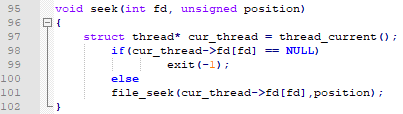 95 void seek(int fd, unsigned position)
96 {
97 struct thread* cur_thread = thread_current();
98 if(cur_thread->fd[fd] == NULL)
99 exit(-1);
100 else
101 file_seek(cur_thread->fd[fd],position);
102 }